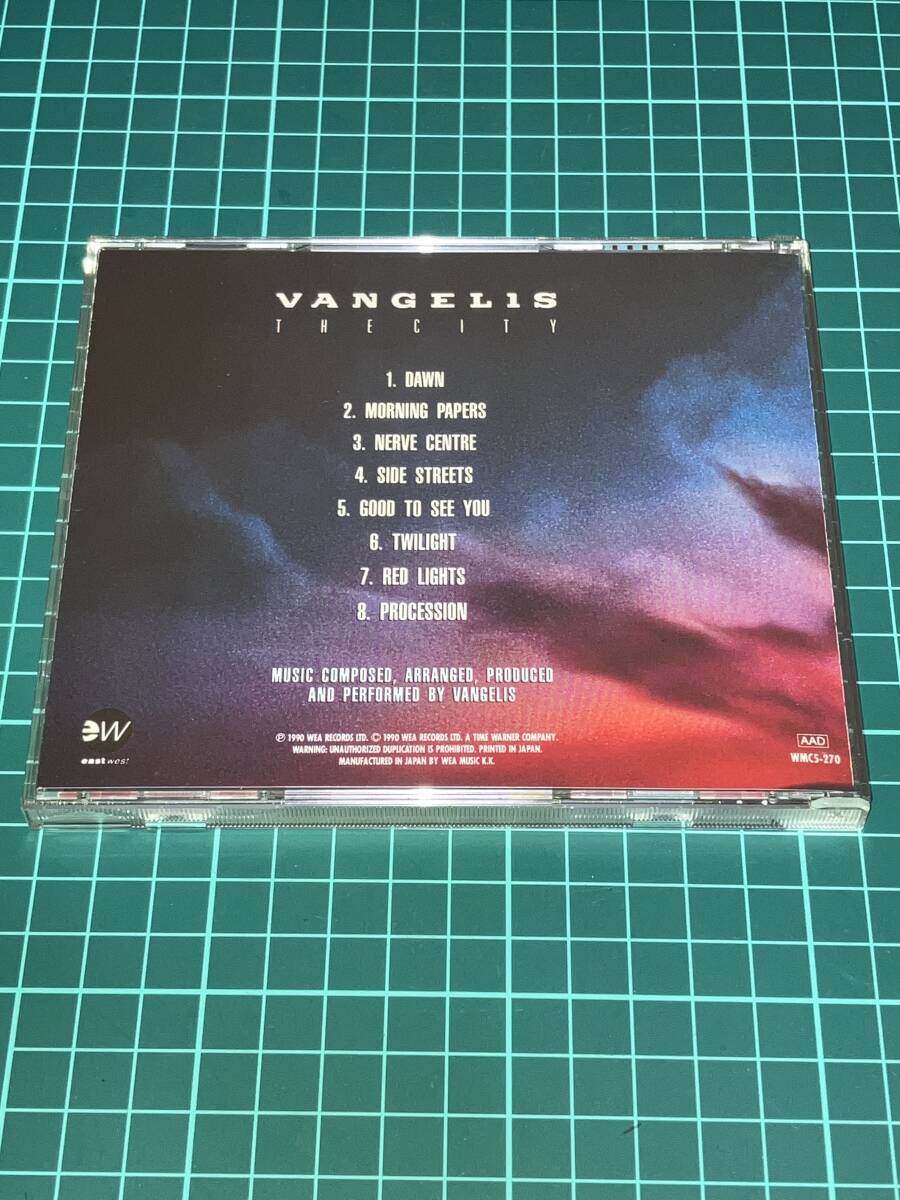 VANGEL1S
THE CITY
1. DAWN
2. MORNING PAPERS
3. NERVE CENTRE
4. SIDE STREETS
5. GOOD TO SEE YOU
6. TWILIGHT
7. RED LIGHTS
8. PROCESSION
MUSIC COMPOSED, ARRANGED, PRODUCED
AND PERFORMED BY VANGELIS
℗ 1990 WEA RECORDS LTD. © 1990 WEA RECORDS LTD. A TIME WARNER COMPANY.
WARNING: UNAUTHORIZED DUPLICATION IS PROHIBITED. PRINTED IN JAPAN.
MANUFACTURED IN JAPAN BY WEA MUSIC K.K.
ew
eastwest
AAD
WMC5-270